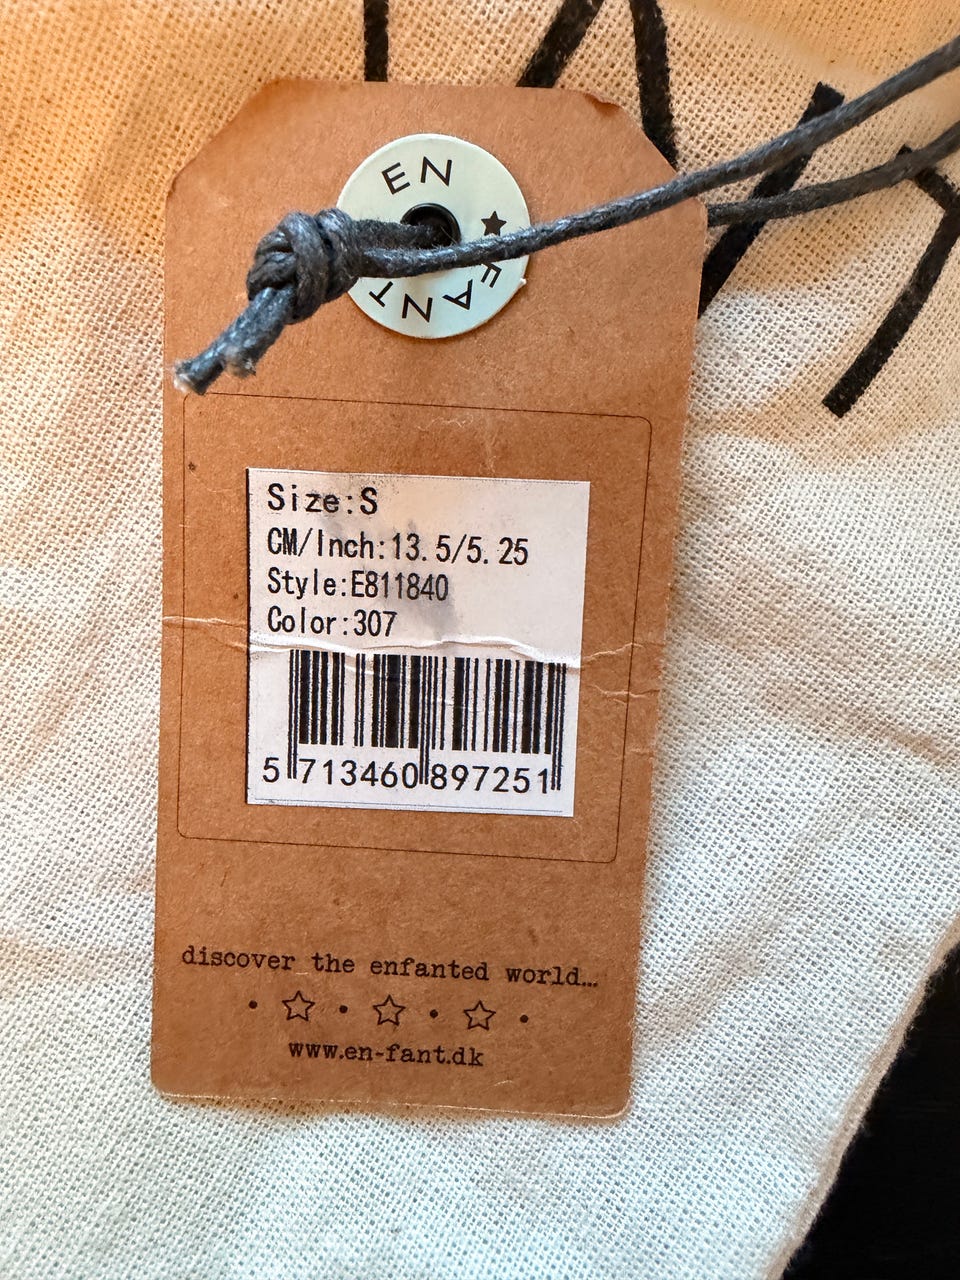 EN
★FANT
Size:S
CM/Inch:13.5/5.25
Style:E811840
Color:307
5 713460 897251
discover the enfanted world...
www.en-fant.dk